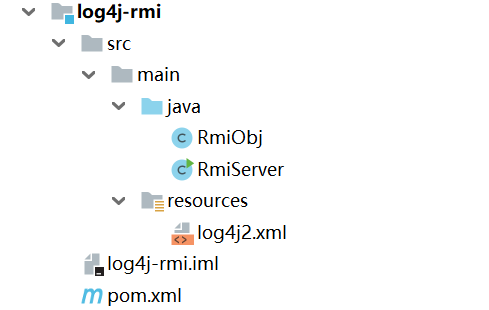 log4j-rmi
src
main
java
RmiObj
RmiServer
resources
log4j2.xml
log4j-rmi.iml
pom.xml